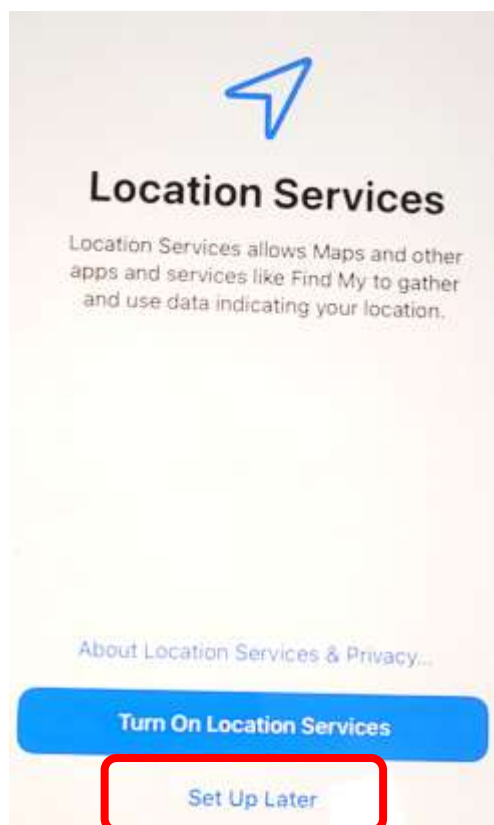 Location Services
Location Services allows Maps and other
apps and services like Find My to gather
and use data indicating your location.
About Location Services & Privacy...
Turn On Location Services
Set Up Later